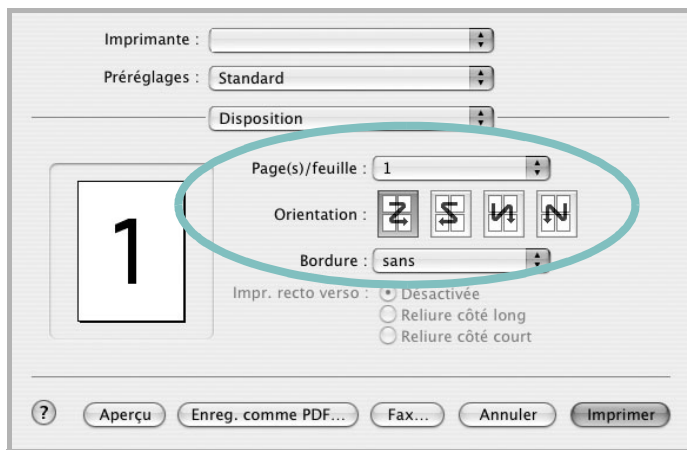 Imprimante :
Préréglages : Standard
Disposition
Page(s)/feuille : 1
1
Orientation :
Bordure : sans
Impr. recto verso : Désactivée
Reliure côté long
Reliure côté court
? Aperçu Enreg. comme PDF... Fax... Annuler Imprimer